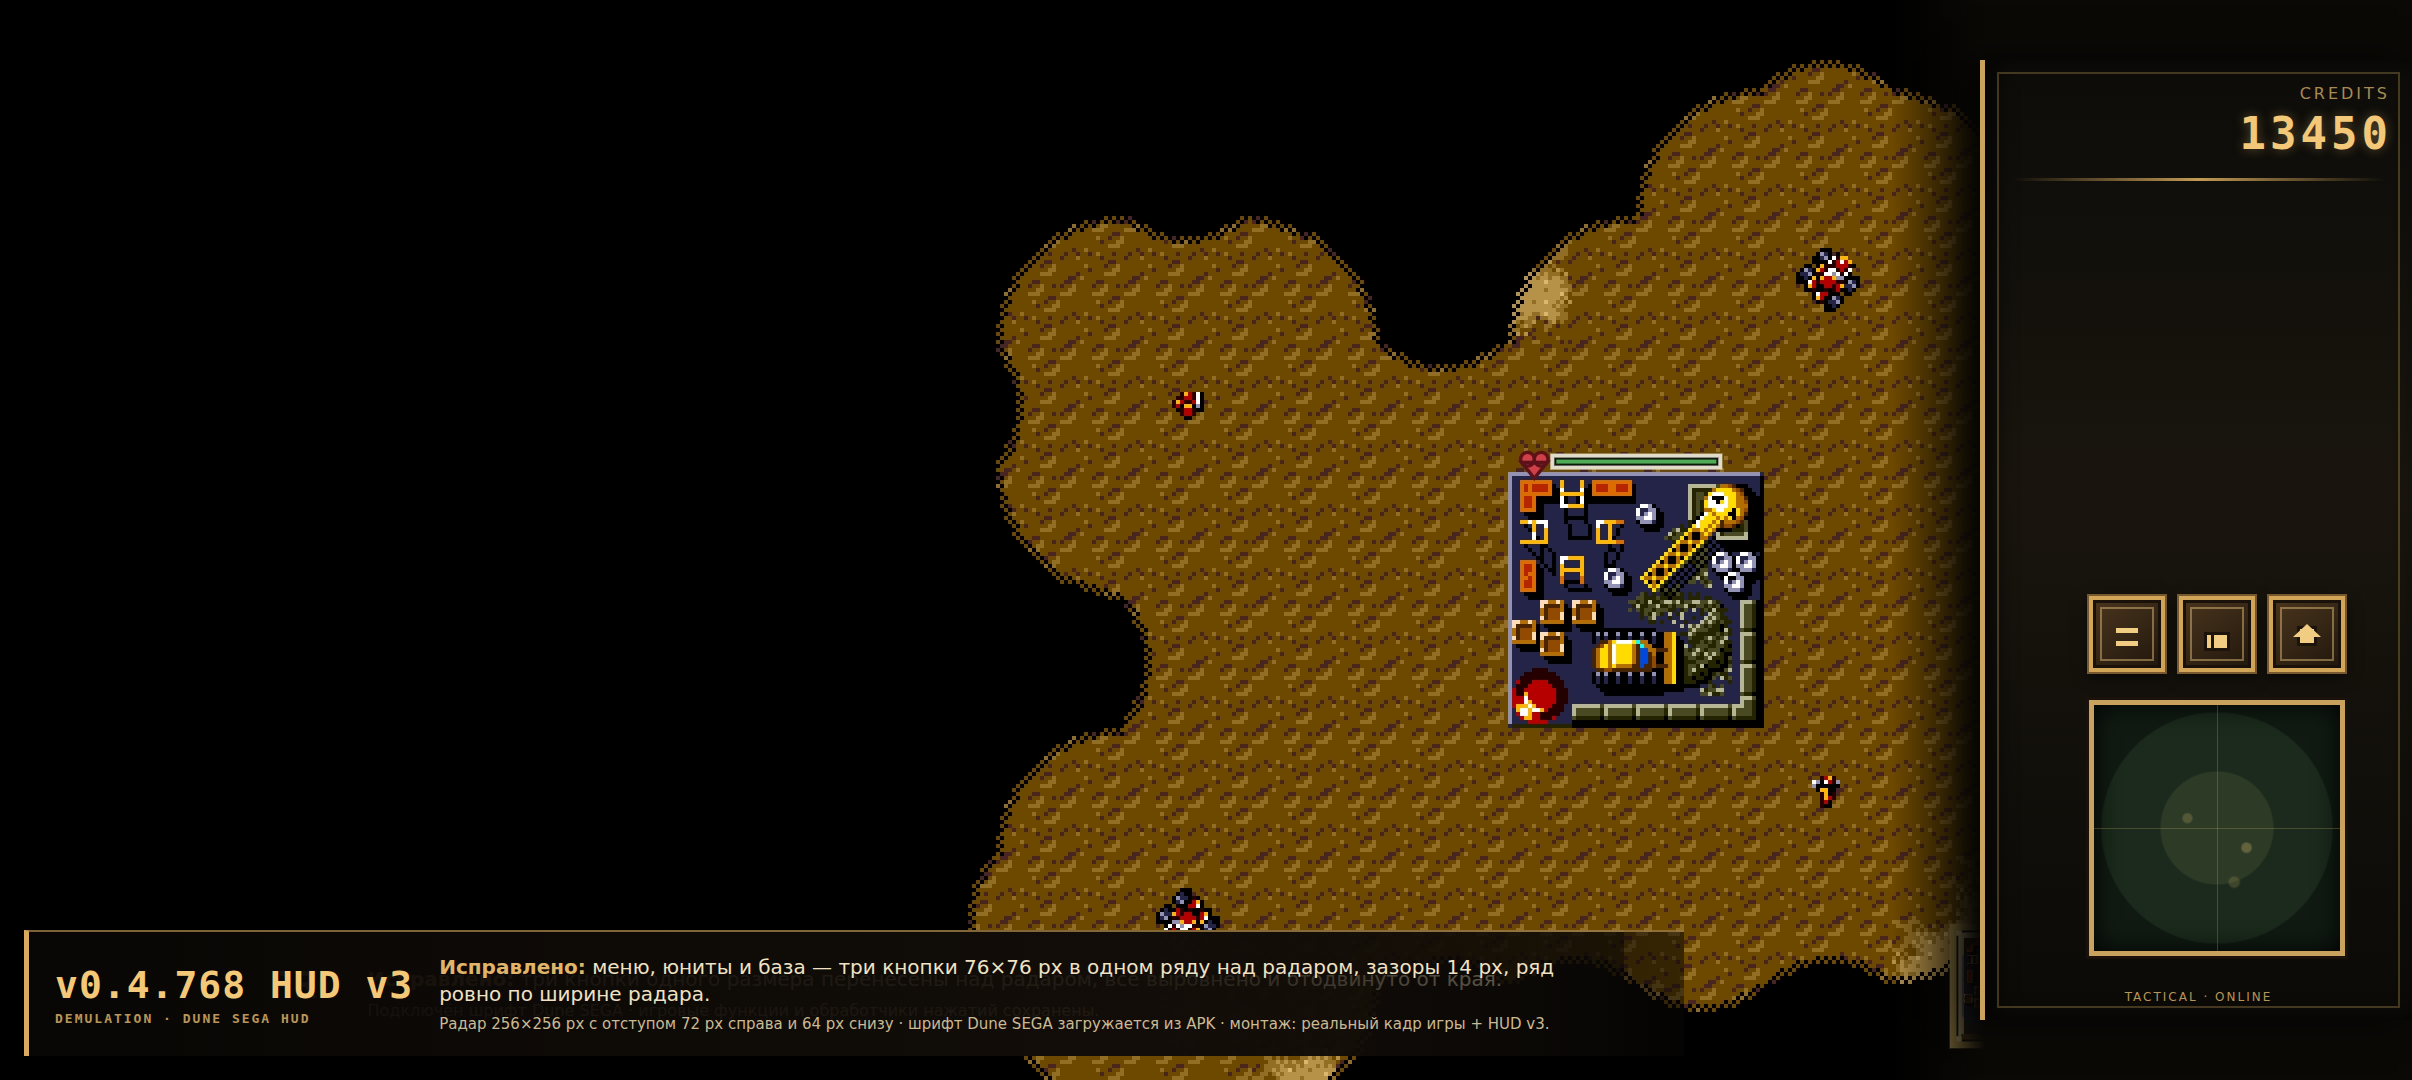 CREDITS
13450
TACTICAL · ONLINE
v0.4.768 HUD v3
DEMULATION · DUNE SEGA HUD
Исправлено: меню, юниты и база — три кнопки 76×76 px в одном ряду над радаром, зазоры 14 px, ряд
ровно по ширине радара.
Радар 256×256 px с отступом 72 px справа и 64 px снизу · шрифт Dune SEGA загружается из APK · монтаж: реальный кадр игры + HUD v3.